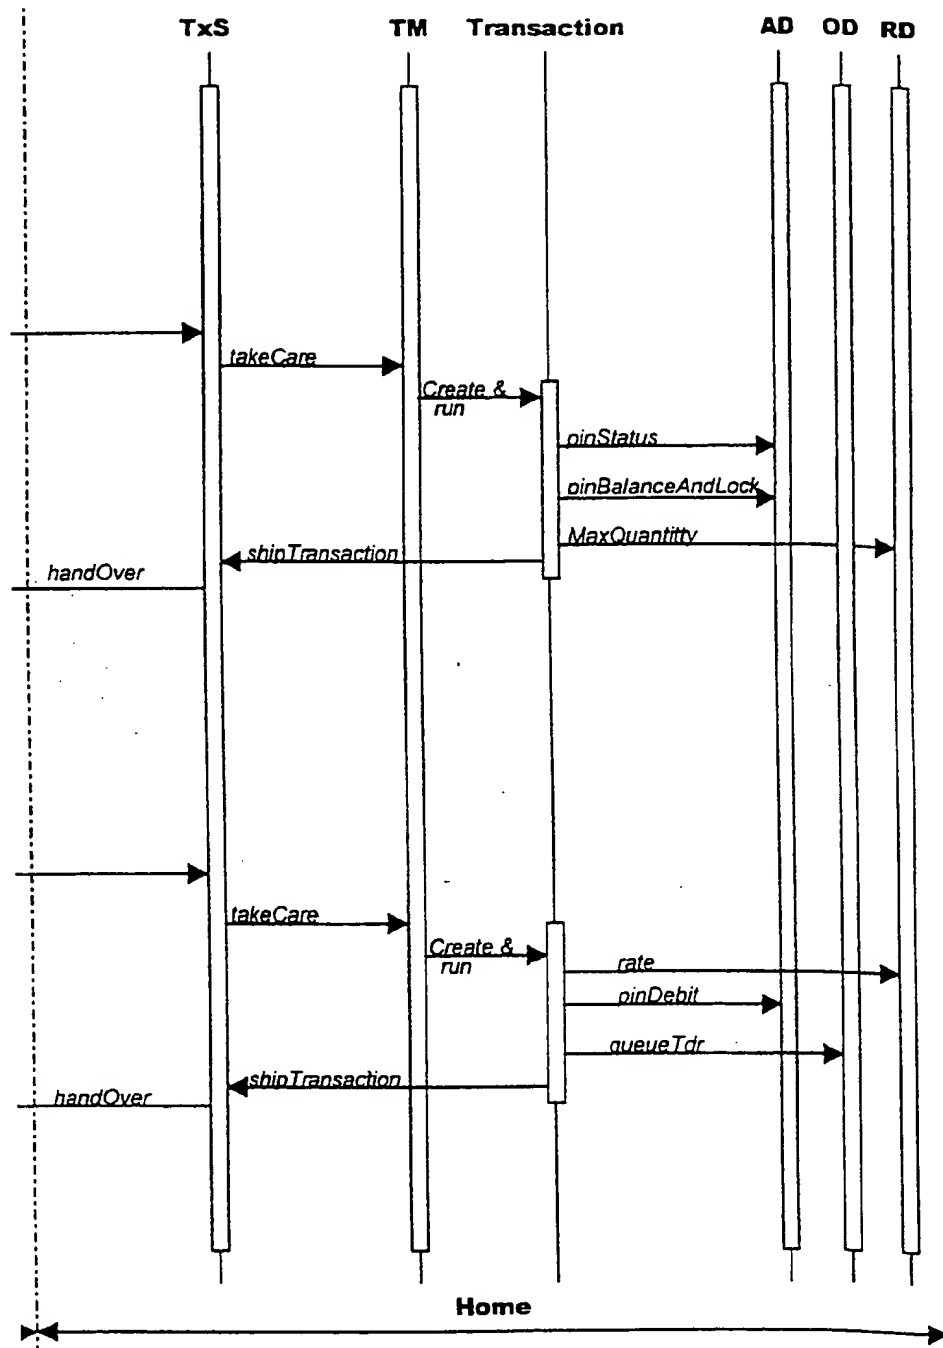 TxS TM Transaction AD OD RD
takeCare
Create &
run
pinStatus
pinBalanceAndLock
MaxQuantitty
shipTransaction
handOver
takeCare
Create &
run
rate
pinDebit
queueTdr
shipTransaction
handOver
Home